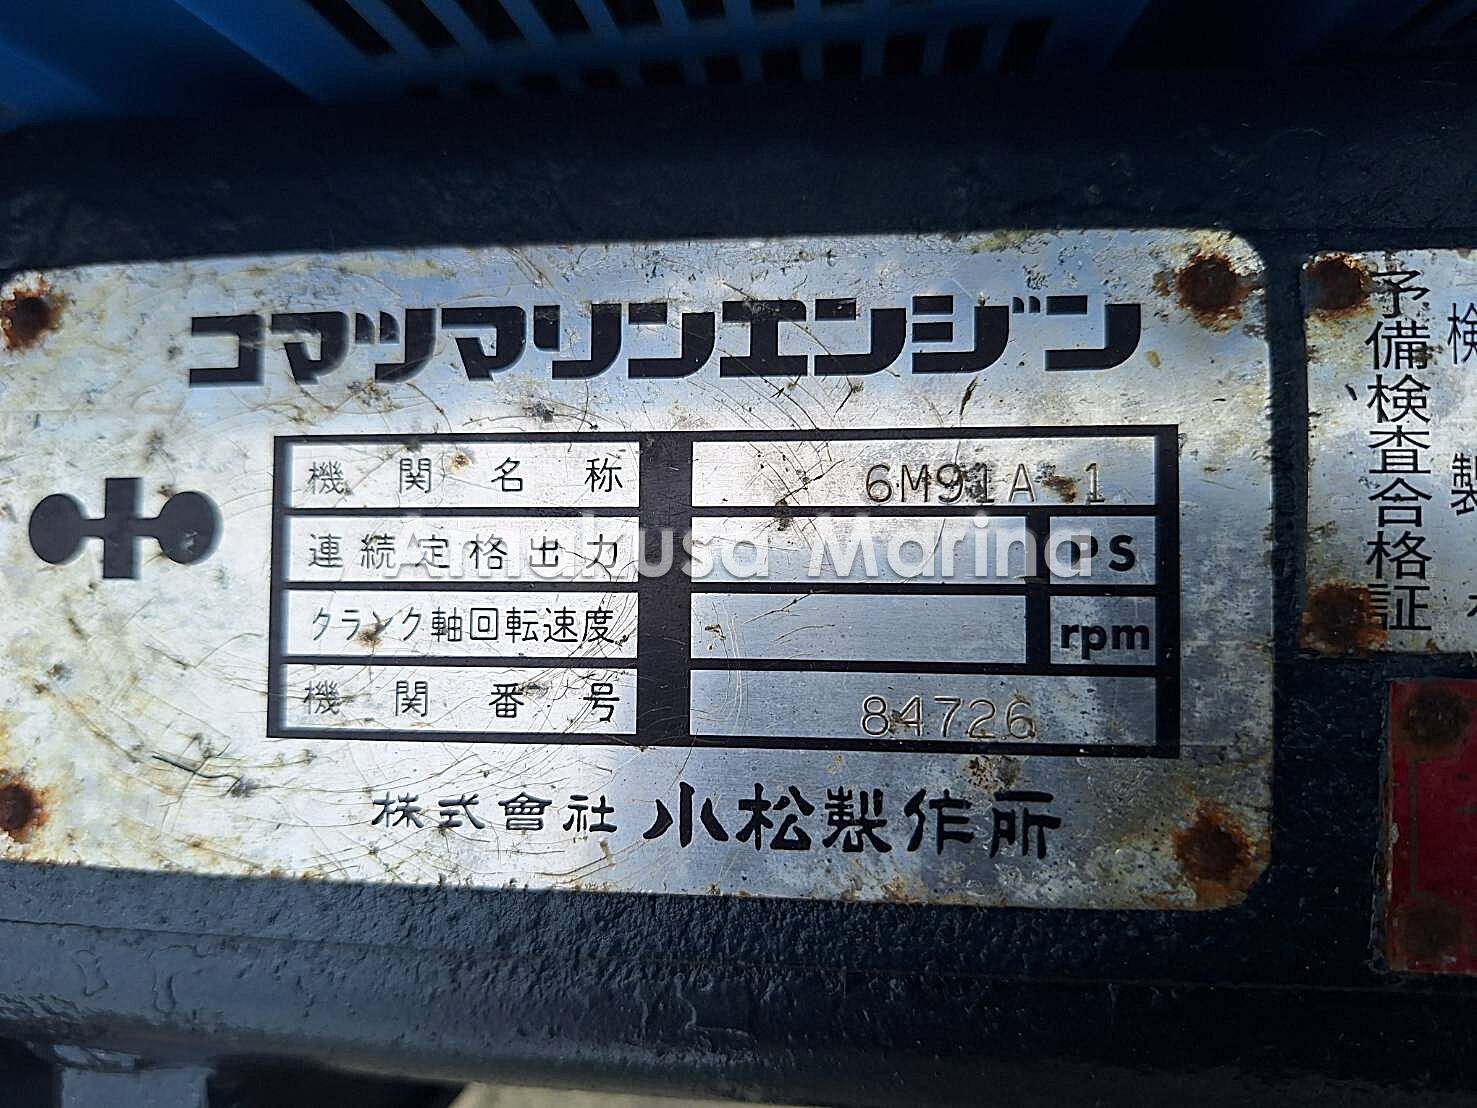 コマツマリンエンジン
機関名称 6M91A-1
連続定格出力 PS
クランク軸回転速度 rpm
機関番号 84726
株式會社 小松製作所
Amakusa Marina
予備検査合格証
検
製